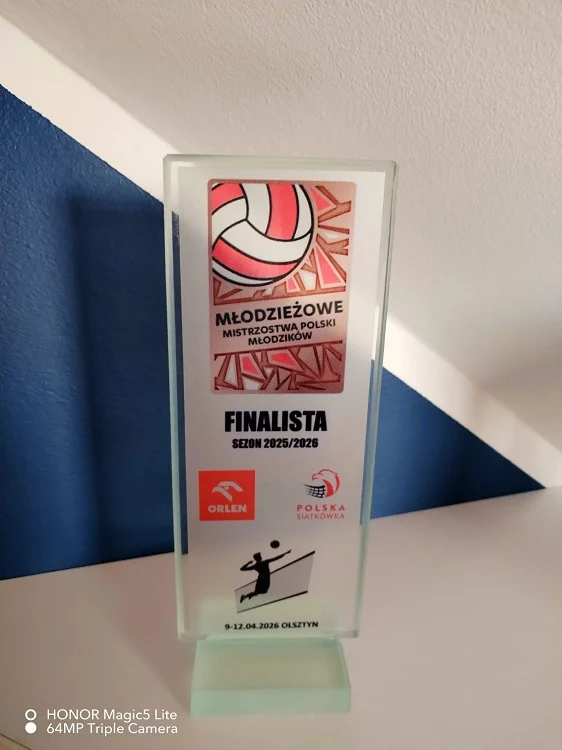 MŁODZIEŻOWE
MISTRZOSTWA POLSKI
MŁODZIKÓW
FINALISTA
SEZON 2025/2026
ORLEN
POLSKA
SIATKÓWKA
9-12.04.2026 OLSZTYN
HONOR Magic5 Lite
64MP Triple Camera